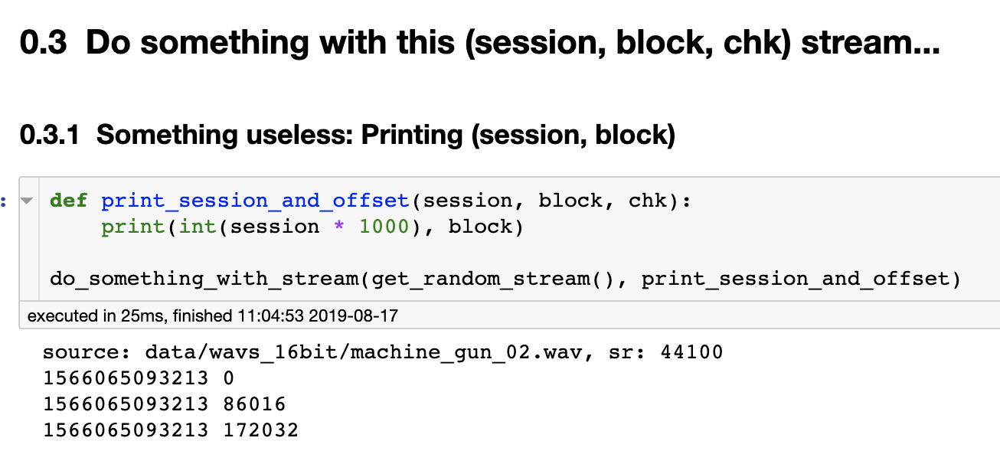 0.3 Do something with this (session, block, chk) stream...
0.3.1 Something useless: Printing (session, block)
:
def print_session_and_offset(session, block, chk):
    print(int(session * 1000), block)
do_something_with_stream(get_random_stream(), print_session_and_offset)
executed in 25ms, finished 11:04:53 2019-08-17
source: data/wavs_16bit/machine_gun_02.wav, sr: 44100
1566065093213 0
1566065093213 86016
1566065093213 172032